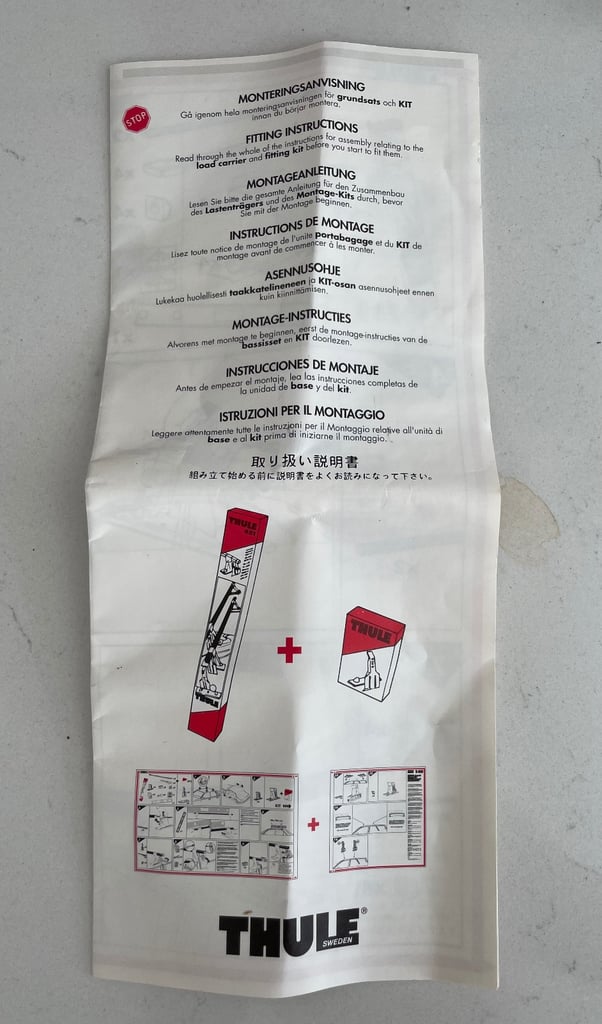 STOP
MONTERINGSANVISNING
Gå igenom hela monteringsanvisningen för grundsats och KIT
innan du börjar montera.
FITTING INSTRUCTIONS
Read through the whole of the instructions for assembly relating to the
load carrier and fitting kit before you start to fit them.
MONTAGEANLEITUNG
Lesen Sie bitte die gesamte Anleitung für den Zusammenbau
des Lastenträgers und des Montage-Kits durch, bevor
Sie mit der Montage beginnen.
INSTRUCTIONS DE MONTAGE
Lisez toute notice de montage de l'unite portabagage et du KIT de
montage avant de commencer à les monter.
ASENNUSOHJE
Lukekaa huolellisesti taakkatelineneen ja KIT-osan asennusohjeet ennen
kuin kiinnittämisen.
MONTAGE-INSTRUCTIES
Alvorens met montage te beginnen, eerst de montage-instructies van de
bassisset en KIT doorlezen.
INSTRUCCIONES DE MONTAJE
Antes de empezar el montaje, lea las instrucciones completas de
la unidad de base y del kit.
ISTRUZIONI PER IL MONTAGGIO
Leggere attentamente tutte le instruzioni per il Montaggio relative all'unità di
base e al kit prima di iniziarne il montaggio.
取り扱い説明書
組み立て始める前に説明書をよくお読みになって下さい。
THULE
THULE
THULE
+
+
THULE®
SWEDEN